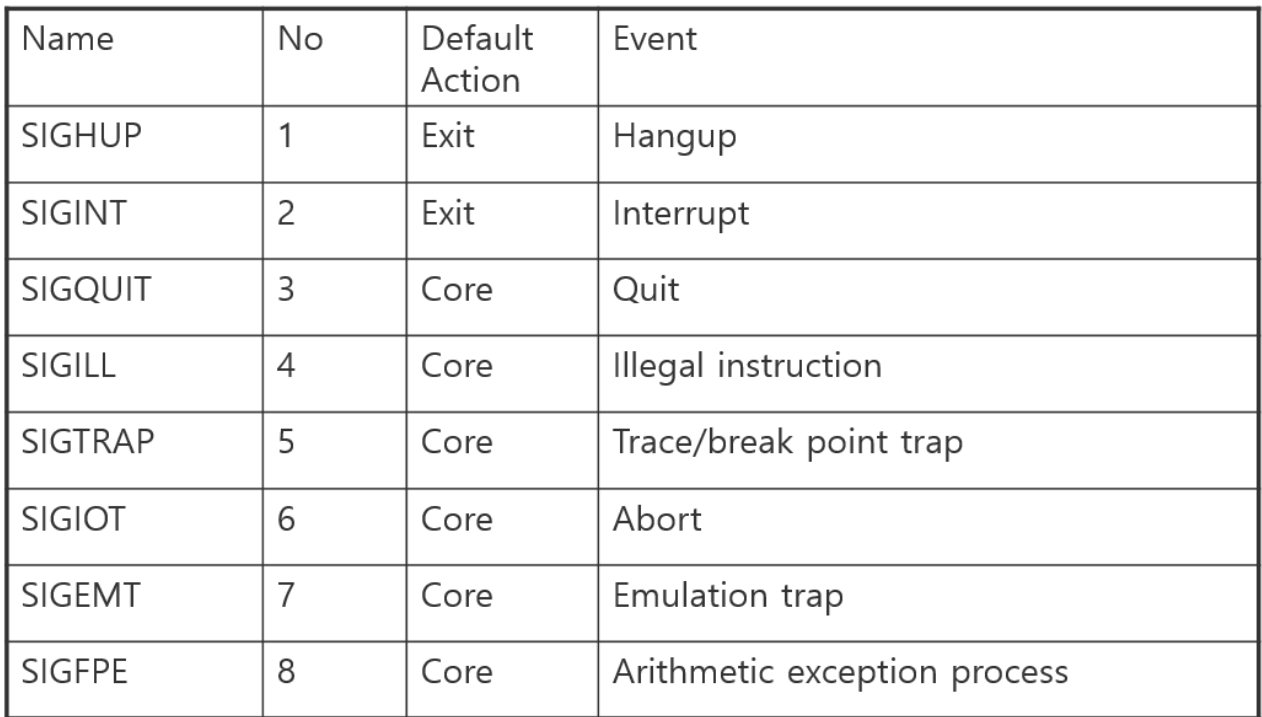 Name No Default Action Event
SIGHUP 1 Exit Hangup
SIGINT 2 Exit Interrupt
SIGQUIT 3 Core Quit
SIGILL 4 Core Illegal instruction
SIGTRAP 5 Core Trace/break point trap
SIGIOT 6 Core Abort
SIGEMT 7 Core Emulation trap
SIGFPE 8 Core Arithmetic exception process